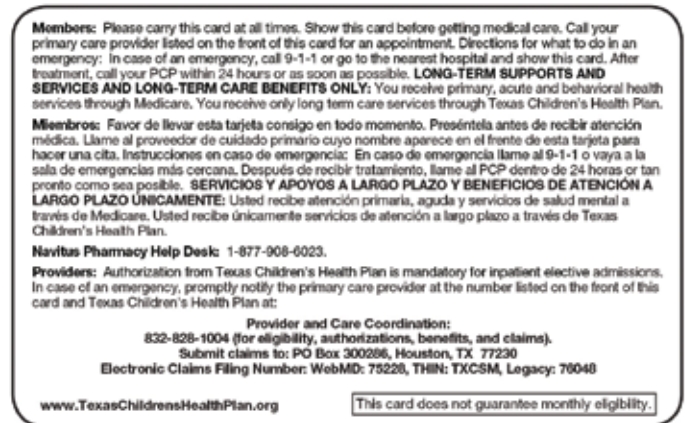 Members: Please carry this card at all times. Show this card before getting medical care. Call your
primary care provider listed on the front of this card for an appointment. Directions for what to do in an
emergency: In case of an emergency, call 9-1-1 or go to the nearest hospital and show this card. After
treatment, call your PCP within 24 hours or as soon as possible. LONG-TERM SUPPORTS AND
SERVICES AND LONG-TERM CARE BENEFITS ONLY: You receive primary, acute and behavioral health
services through Medicare. You receive only long term care services through Texas Children's Health Plan.
Miembros: Favor de llevar esta tarjeta consigo en todo momento. Preséntela antes de recibir atención
médica. Llame al proveedor de cuidado primario cuyo nombre aparece en el frente de esta tarjeta para
hacer una cita. Instrucciones en caso de emergencia: En caso de emergencia llame al 9-1-1 o vaya a la
sala de emergencias más cercana. Después de recibir tratamiento, llame al PCP dentro de 24 horas or tan
pronto como sea posible. SERVICIOS Y APOYOS A LARGO PLAZO Y BENEFICIOS DE ATENCIÓN A
LARGO PLAZO ÚNICAMENTE: Usted recibe atención primaria, aguda y servicios de salud mental a
través de Medicare. Usted recibe únicamente servicios de atención a largo plazo a través de Texas
Children's Health Plan.
Navitus Pharmacy Help Desk: 1-877-908-6023.
Providers: Authorization from Texas Children's Health Plan is mandatory for inpatient elective admissions.
In case of an emergency, promptly notify the primary care provider at the number listed on the front of this
card and Texas Children's Health Plan at:
Provider and Care Coordination:
832-828-1004 (for eligibility, authorizations, benefits, and claims).
Submit claims to: PO Box 300286, Houston, TX 77230
Electronic Claims Filing Number: WebMD: 75228, THIN: TXCSM, Legacy: 76048
www.TexasChildrensHealthPlan.org
This card does not guarantee monthly eligibility.